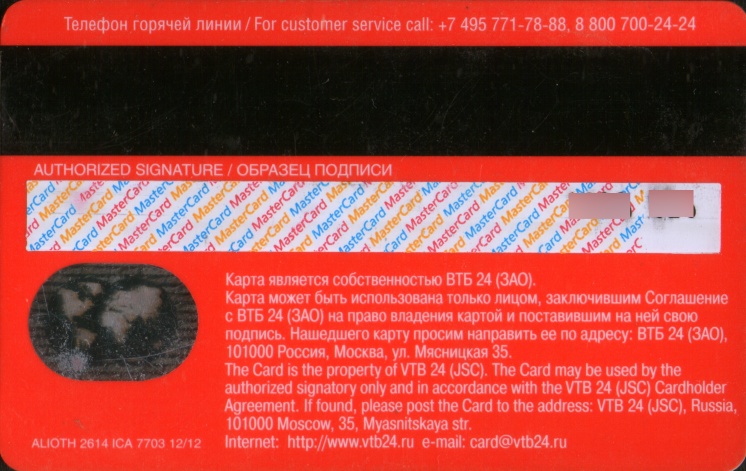 Телефон горячей линии / For customer service call: +7 495 771-78-88, 8 800 700-24-24
AUTHORIZED SIGNATURE / ОБРАЗЕЦ ПОДПИСИ
MasterCard MasterCard MasterCard MasterCard MasterCard MasterCard
Карта является собственностью ВТБ 24 (ЗАО).
Карта может быть использована только лицом, заключившим Соглашение
с ВТБ 24 (ЗАО) на право владения картой и поставившим на ней свою
подпись. Нашедшего карту просим направить ее по адресу: ВТБ 24 (ЗАО),
101000 Россия, Москва, ул. Мясницкая 35.
The Card is the property of VTB 24 (JSC). The Card may be used by the
authorized signatory only and in accordance with the VTB 24 (JSC) Cardholder
Agreement. If found, please post the Card to the address: VTB 24 (JSC), Russia,
101000 Moscow, 35, Myasnitskaya str.
Internet: http://www.vtb24.ru e-mail: card@vtb24.ru
ALIOTH 2614 ICA 7703 12/12